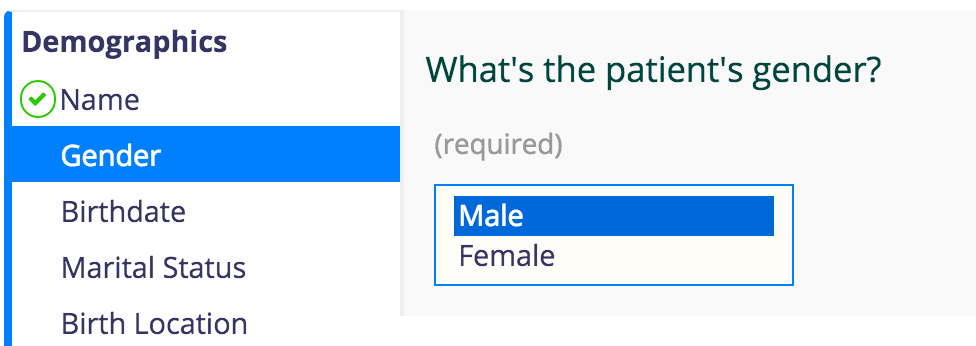 Demographics
Name
Gender
Birthdate
Marital Status
Birth Location
What's the patient's gender?
(required)
Male
Female